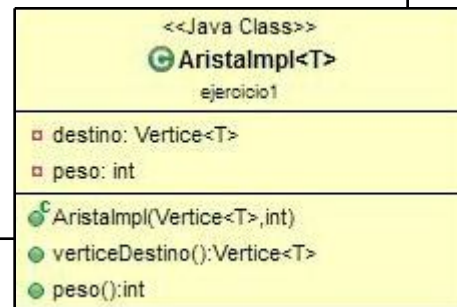 <<Java Class>>
C AristaImpl<T>
ejercicio1
destino: Vertice<T>
peso: int
C AristaImpl(Vertice<T>,int)
verticeDestino():Vertice<T>
peso():int